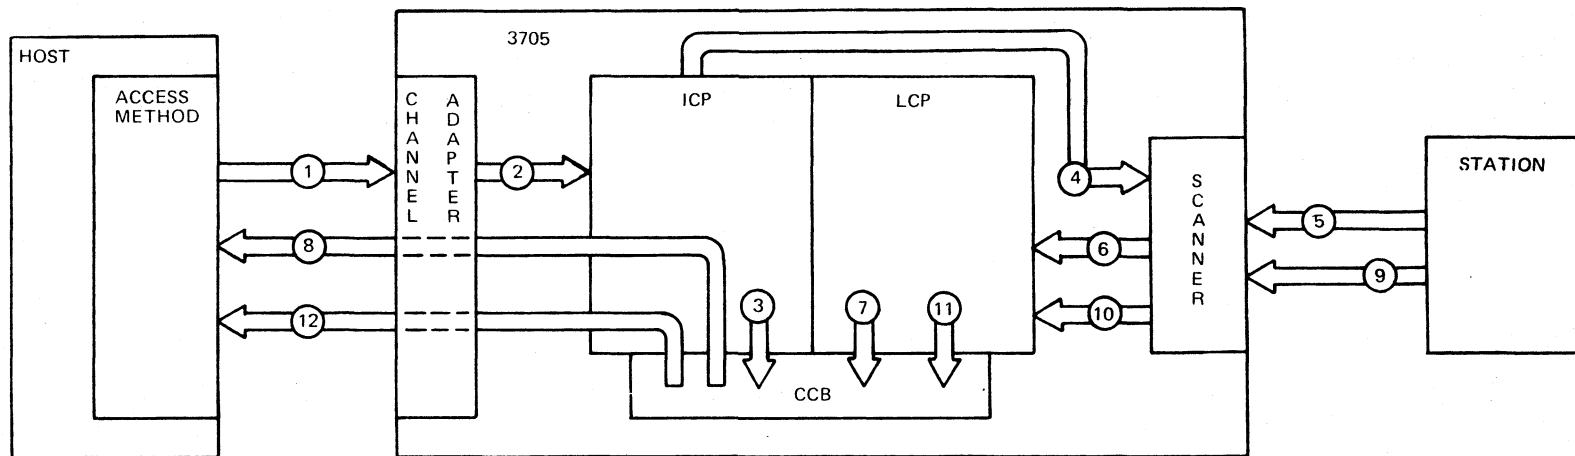 HOST
ACCESS
METHOD
3705
CHANNEL
ADAPTER
ICP
LCP
SCANNER
STATION
1
2
4
5
8
6
9
3
7
11
12
10
CCB